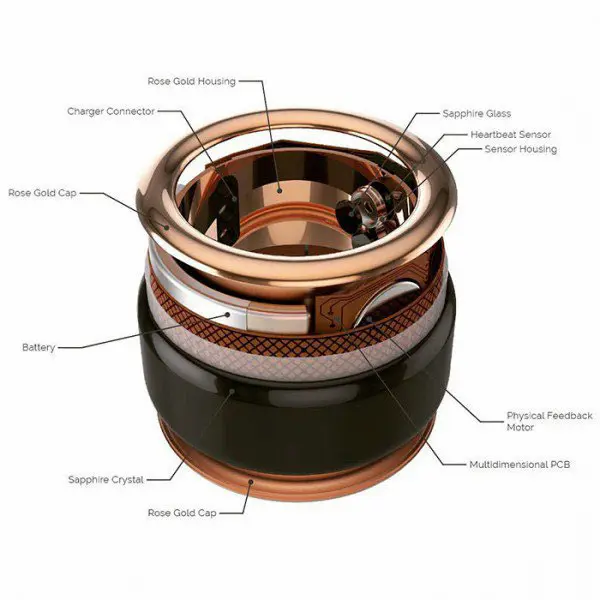 Rose Gold Housing
Charger Connector
Sapphire Glass
Heartbeat Sensor
Sensor Housing
Rose Gold Cap
Battery
Physical Feedback
Motor
Multidimensional PCB
Sapphire Crystal
Rose Gold Cap